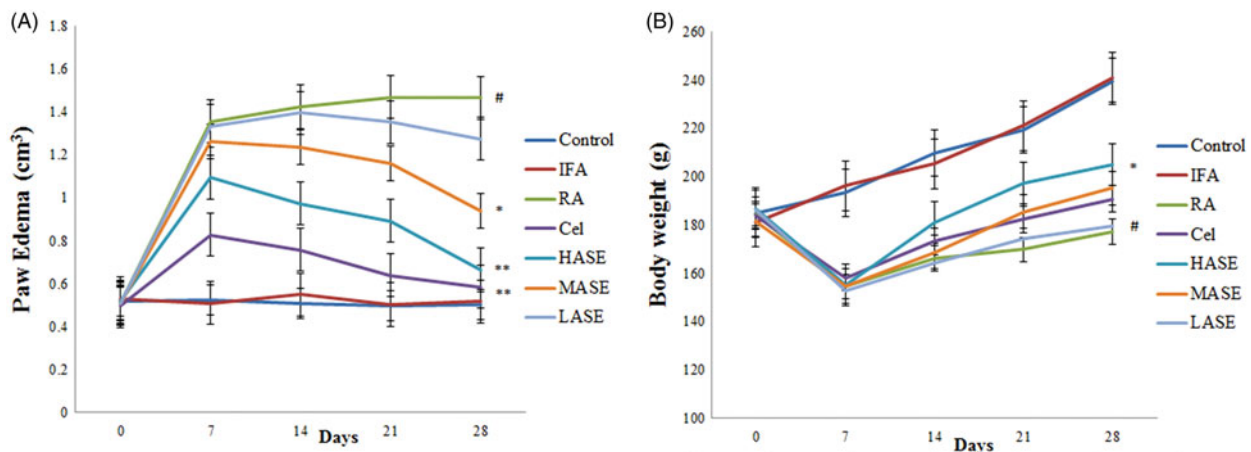 (A)
Paw Edema (cm³)
1.8
1.6
1.4
1.2
1
0.8
0.6
0.4
0.2
0
0
7
14
21
28
Days
#
*
**
**
Control
IFA
RA
Cel
HASE
MASE
LASE
(B)
Body weight (g)
260
240
220
200
180
160
140
120
100
0
7
14
21
28
Days
*
#
Control
IFA
RA
Cel
HASE
MASE
LASE